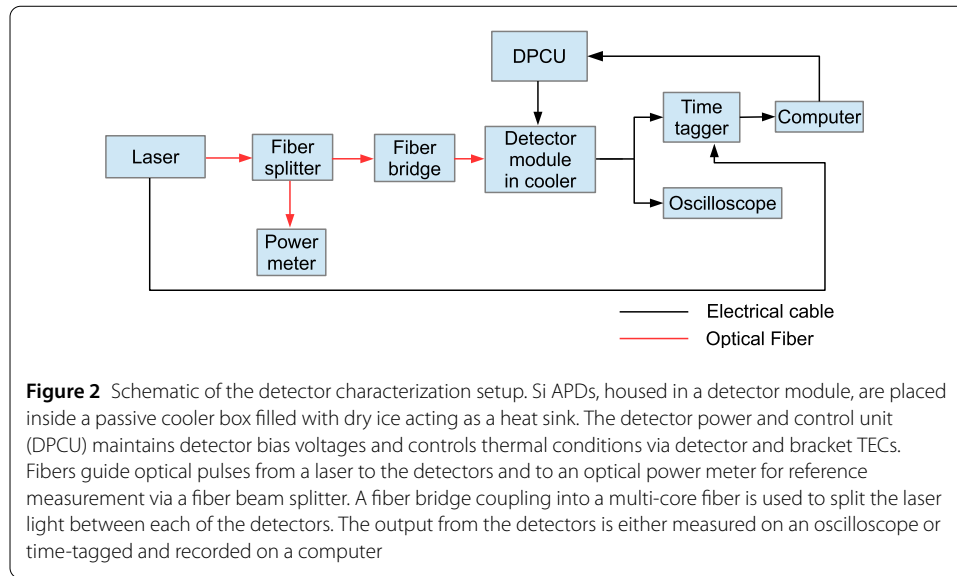 DPCU
Time
tagger
Computer
Laser
Fiber
splitter
Fiber
bridge
Detector
module
in cooler
Oscilloscope
Power
meter
Electrical cable
Optical Fiber
Figure 2 Schematic of the detector characterization setup. Si APDs, housed in a detector module, are placed
inside a passive cooler box filled with dry ice acting as a heat sink. The detector power and control unit
(DPCU) maintains detector bias voltages and controls thermal conditions via detector and bracket TECs.
Fibers guide optical pulses from a laser to the detectors and to an optical power meter for reference
measurement via a fiber beam splitter. A fiber bridge coupling into a multi-core fiber is used to split the laser
light between each of the detectors. The output from the detectors is either measured on an oscilloscope or
time-tagged and recorded on a computer